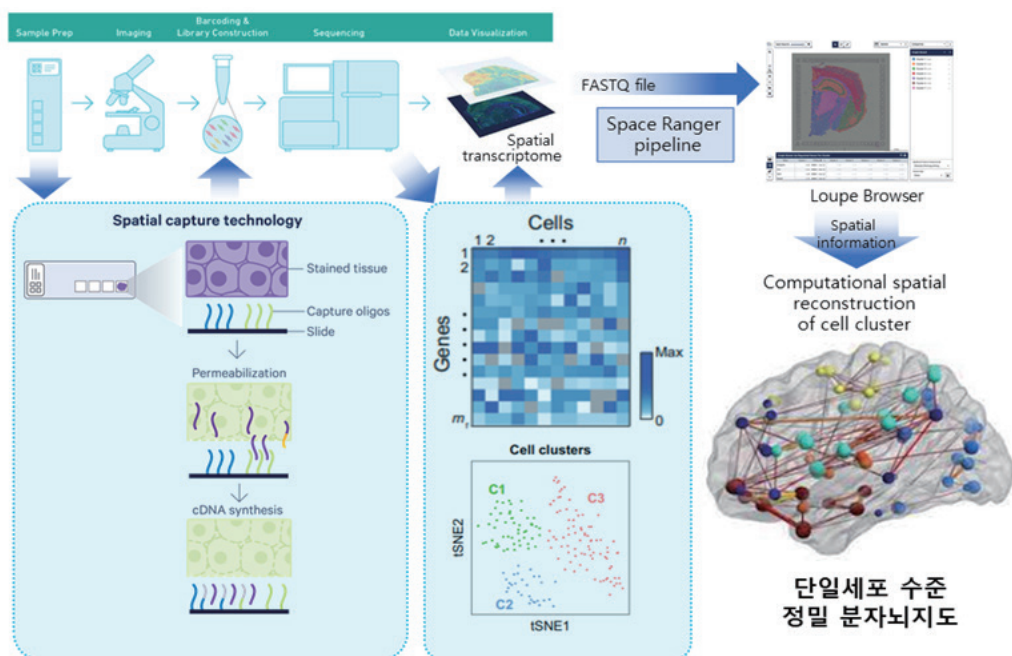 Sample Prep
Imaging
Barcoding &
Library Construction
Sequencing
Data Visualization
FASTQ file
Space Ranger
pipeline
Spatial
transcriptome
Loupe Browser
Spatial
information
Computational spatial
reconstruction
of cell cluster
Spatial capture technology
Stained tissue
Capture oligos
Slide
Permeabilization
cDNA synthesis
Cells
1 2 • • • n
1
2
Genes
m
Max
0
Cell clusters
C1
C3
C2
tSNE2
tSNE1
단일세포 수준
정밀 분자뇌지도